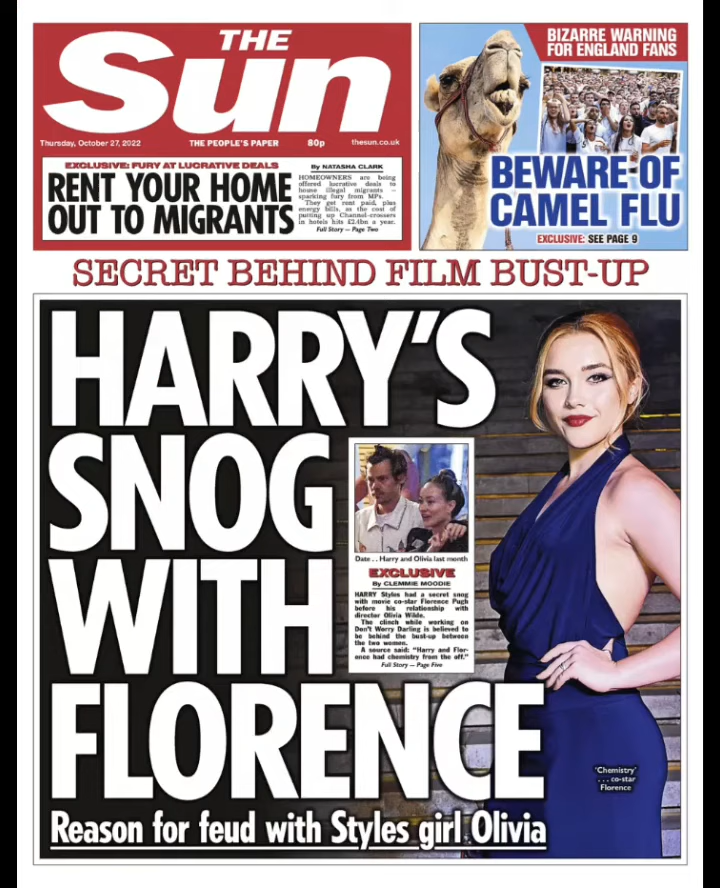 THE
Sun
Thursday, October 27, 2022
THE PEOPLE'S PAPER
80p
thesun.co.uk
BIZARRE WARNING
FOR ENGLAND FANS
BEWARE OF
CAMEL FLU
EXCLUSIVE: SEE PAGE 9
EXCLUSIVE: FURY AT LUCRATIVE DEALS
RENT YOUR HOME
OUT TO MIGRANTS
By NATASHA CLARK
HOMEOWNERS are being
offered lucrative deals to
house illegal migrants —
sparking fury from MPs.
They get rent paid, plus
energy bills, as the cost of
putting up Channel-crossers
in hotels hits £2.4bn a year.
Full Story — Page Two
SECRET BEHIND FILM BUST-UP
HARRY'S
SNOG
WITH
FLORENCE
Date . . Harry and Olivia last month
EXCLUSIVE
By CLEMMIE MOODIE
HARRY Styles had a secret snog
with movie co-star Florence Pugh
before his relationship with
director Olivia Wilde.
The clinch while working on
Don't Worry Darling is believed to
be behind the bust-up between
the two women.
A source said: "Harry and Flor-
ence had chemistry from the off."
Full Story — Page Five
'Chemistry'
. . . co-star
Florence
Reason for feud with Styles girl Olivia